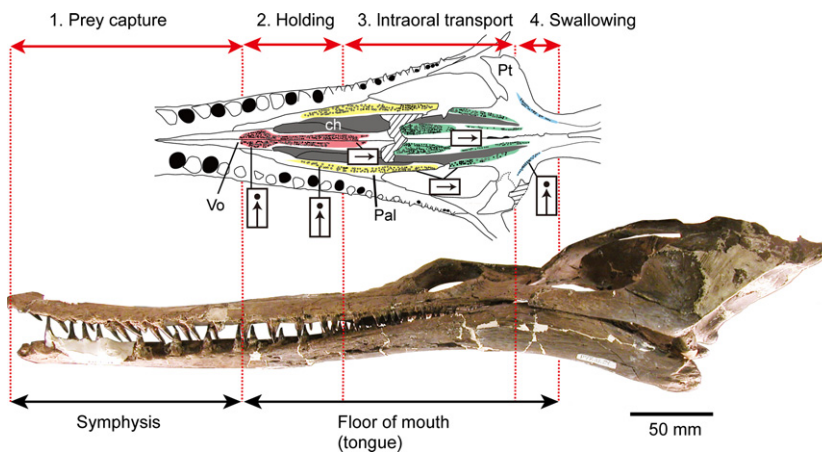 1. Prey capture
2. Holding
3. Intraoral transport
4. Swallowing
Pt
ch
Vo
Pal
Symphysis
Floor of mouth
(tongue)
50 mm